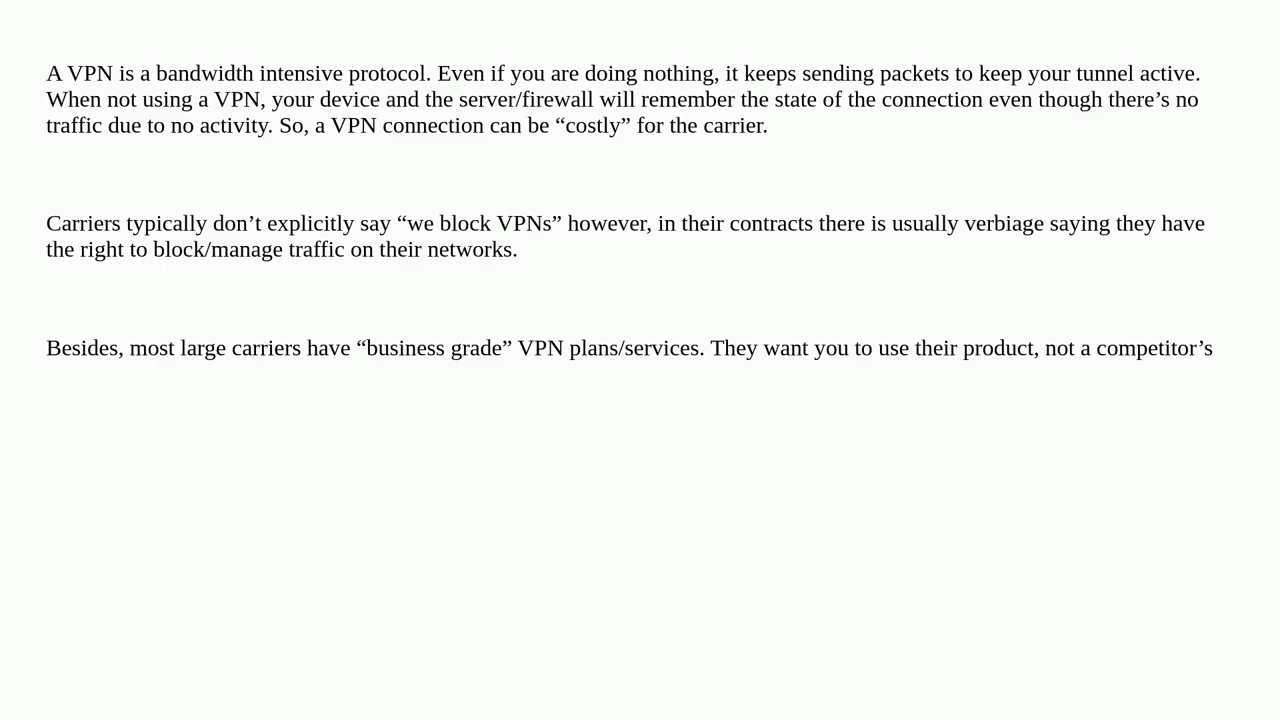 A VPN is a bandwidth intensive protocol. Even if you are doing nothing, it keeps sending packets to keep your tunnel active.
When not using a VPN, your device and the server/firewall will remember the state of the connection even though there’s no
traffic due to no activity. So, a VPN connection can be “costly” for the carrier.
Carriers typically don’t explicitly say “we block VPNs” however, in their contracts there is usually verbiage saying they have
the right to block/manage traffic on their networks.
Besides, most large carriers have “business grade” VPN plans/services. They want you to use their product, not a competitor’s